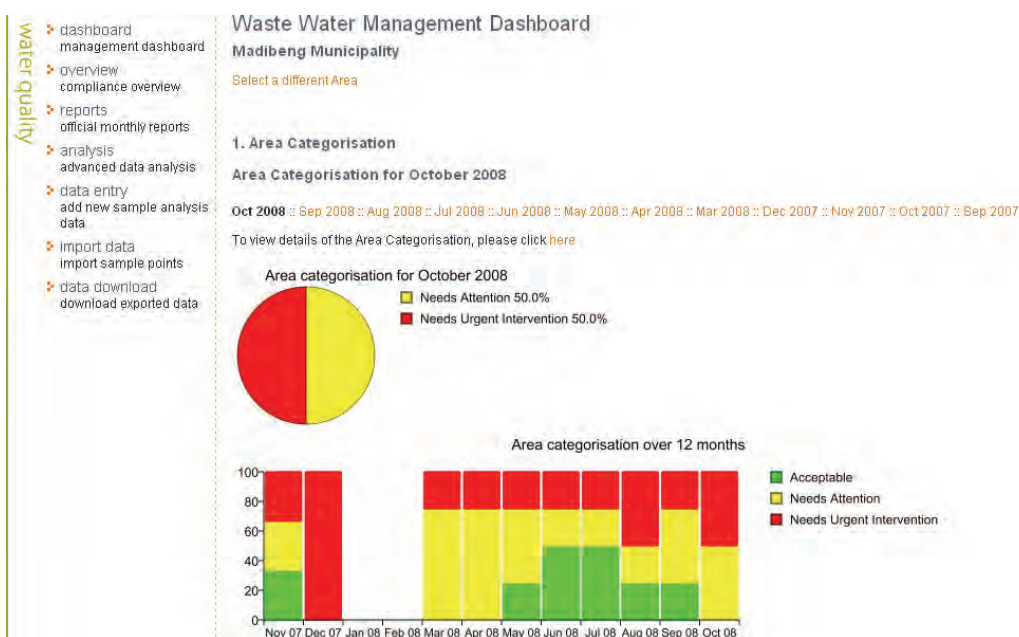 water quality
dashboard
management dashboard
overview
compliance overview
reports
official monthly reports
analysis
advanced data analysis
data entry
add new sample analysis
data
import data
import sample points
data download
download exported data
Waste Water Management Dashboard
Madibeng Municipality
Select a different Area
1. Area Categorisation
Area Categorisation for October 2008
Oct 2008 :: Sep 2008 :: Aug 2008 :: Jul 2008 :: Jun 2008 :: May 2008 :: Apr 2008 :: Mar 2008 :: Dec 2007 :: Nov 2007 :: Oct 2007 :: Sep 2007
To view details of the Area Categorisation, please click here
Area categorisation for October 2008
Needs Attention 50.0%
Needs Urgent Intervention 50.0%
Area categorisation over 12 months
100
80
60
40
20
0
Nov 07 Dec 07 Jan 08 Feb 08 Mar 08 Apr 08 May 08 Jun 08 Jul 08 Aug 08 Sep 08 Oct 08
Acceptable
Needs Attention
Needs Urgent Intervention